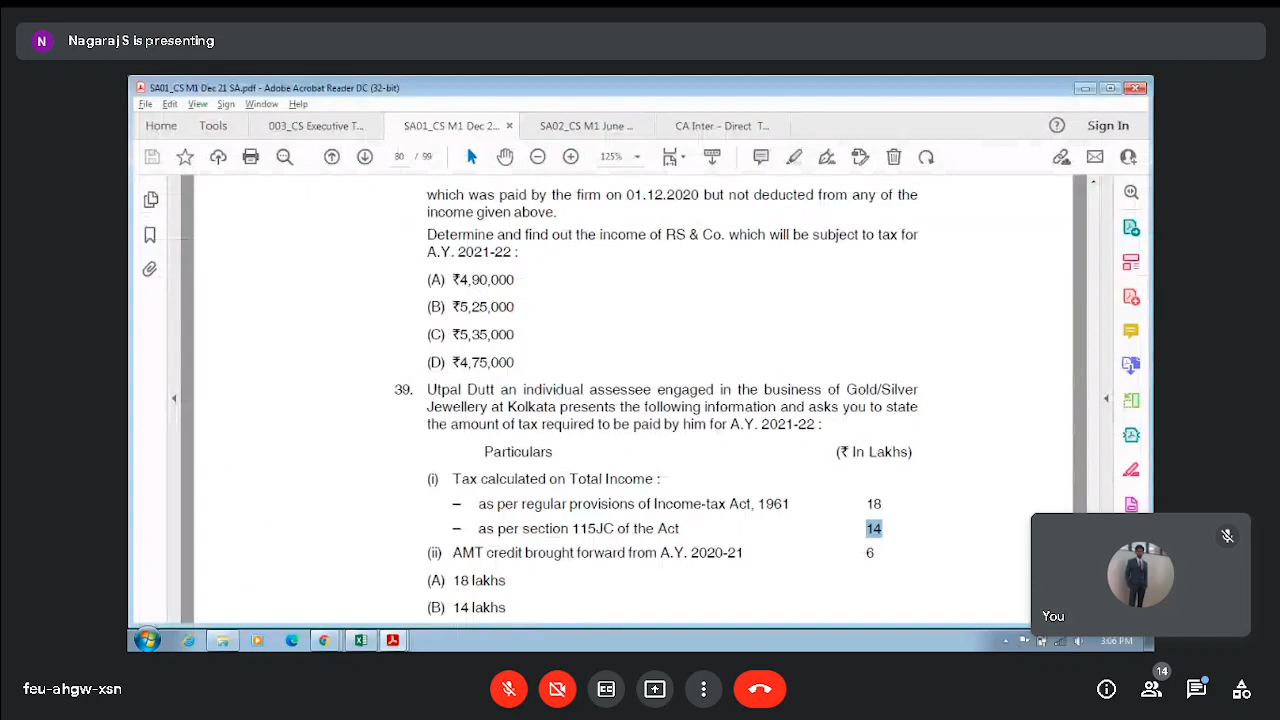 N Nagaraj S is presenting
SA01_CS M1 Dec 21 SA.pdf - Adobe Acrobat Reader DC (32-bit)
File Edit View Sign Window Help
Home Tools 003_CS Executive T... SA01_CS M1 Dec 2... × SA02_CS M1 June ... CA Inter - Direct T... Sign In
80 / 99 125%
which was paid by the firm on 01.12.2020 but not deducted from any of the
income given above.
Determine and find out the income of RS & Co. which will be subject to tax for
A.Y. 2021-22 :
(A) ₹4,90,000
(B) ₹5,25,000
(C) ₹5,35,000
(D) ₹4,75,000
39. Utpal Dutt an individual assessee engaged in the business of Gold/Silver
Jewellery at Kolkata presents the following information and asks you to state
the amount of tax required to be paid by him for A.Y. 2021-22 :
Particulars (₹ In Lakhs)
(i) Tax calculated on Total Income :
– as per regular provisions of Income-tax Act, 1961 18
– as per section 115JC of the Act 14
(ii) AMT credit brought forward from A.Y. 2020-21 6
(A) 18 lakhs
(B) 14 lakhs
You
3:06 PM
feu-ahgw-xsn
14